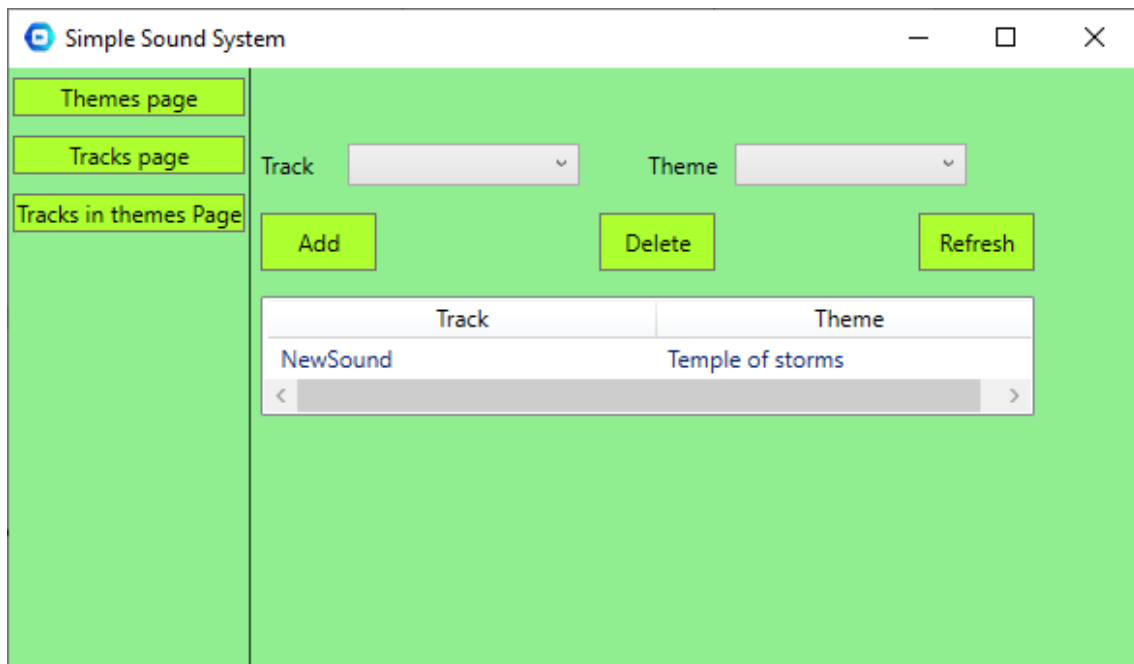 Simple Sound System
Themes page
Tracks page
Tracks in themes Page
Track
Theme
Add
Delete
Refresh
Track
Theme
NewSound
Temple of storms